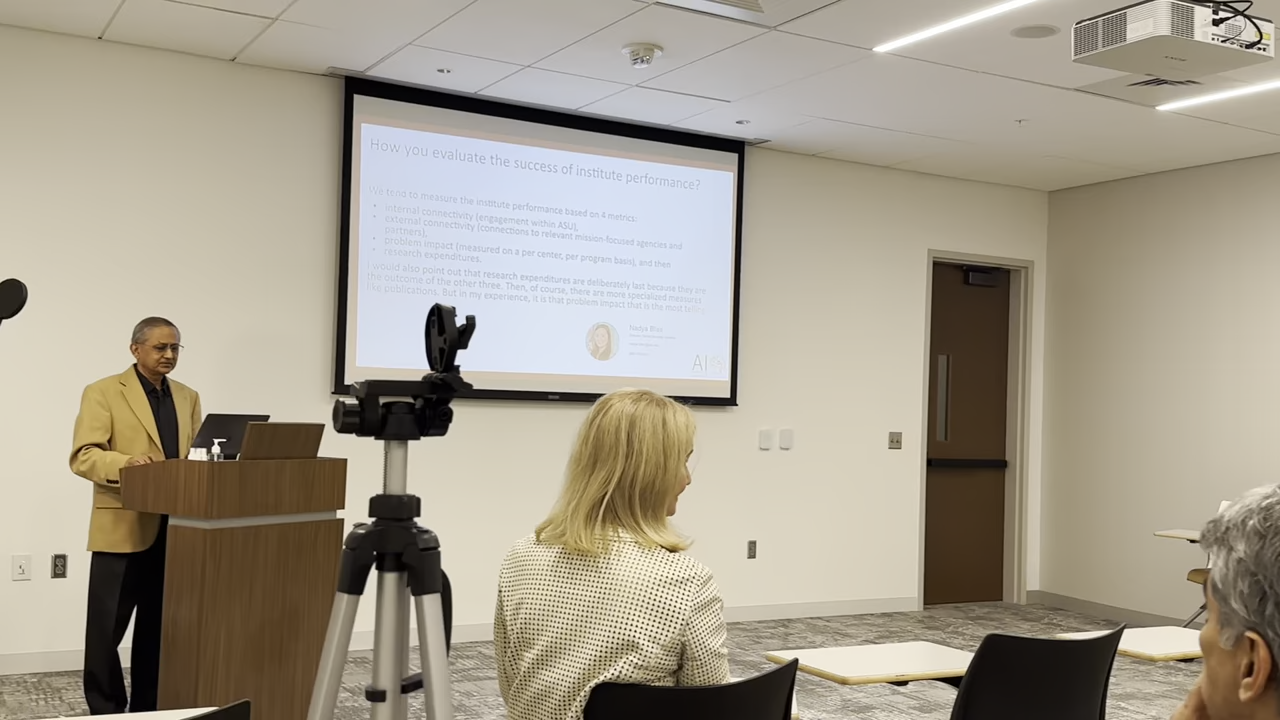 How you evaluate the success of institute performance?
We tend to measure the institute performance based on 4 metrics:
• internal connectivity (engagement within ASU),
• external connectivity (connections to relevant mission-focused agencies and
partners),
• problem impact (measured on a per center, per program basis), and then
• research expenditures.
I would also point out that research expenditures are deliberately last because they are
the outcome of the other three. Then, of course, there are more specialized measures
like publications. But in my experience, it is that problem impact that is the most telling.
Nadya Bliss
AI